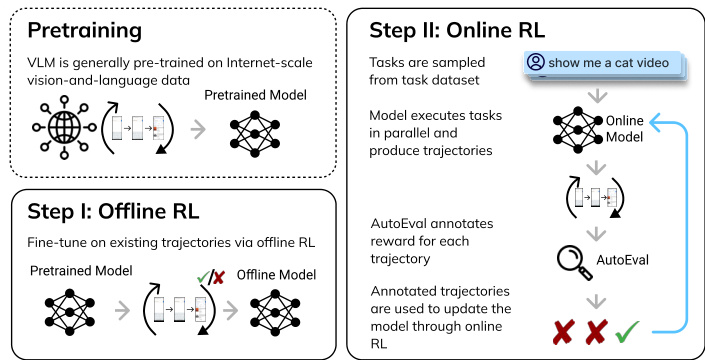 Pretraining
VLM is generally pre-trained on Internet-scale
vision-and-language data
Pretrained Model
Step I: Offline RL
Fine-tune on existing trajectories via offline RL
Pretrained Model
Offline Model
Step II: Online RL
Tasks are sampled
from task dataset
show me a cat video
Model executes tasks
in parallel and
produce trajectories
Online
Model
AutoEval annotates
reward for each
trajectory
AutoEval
Annotated trajectories
are used to update the
model through online
RL